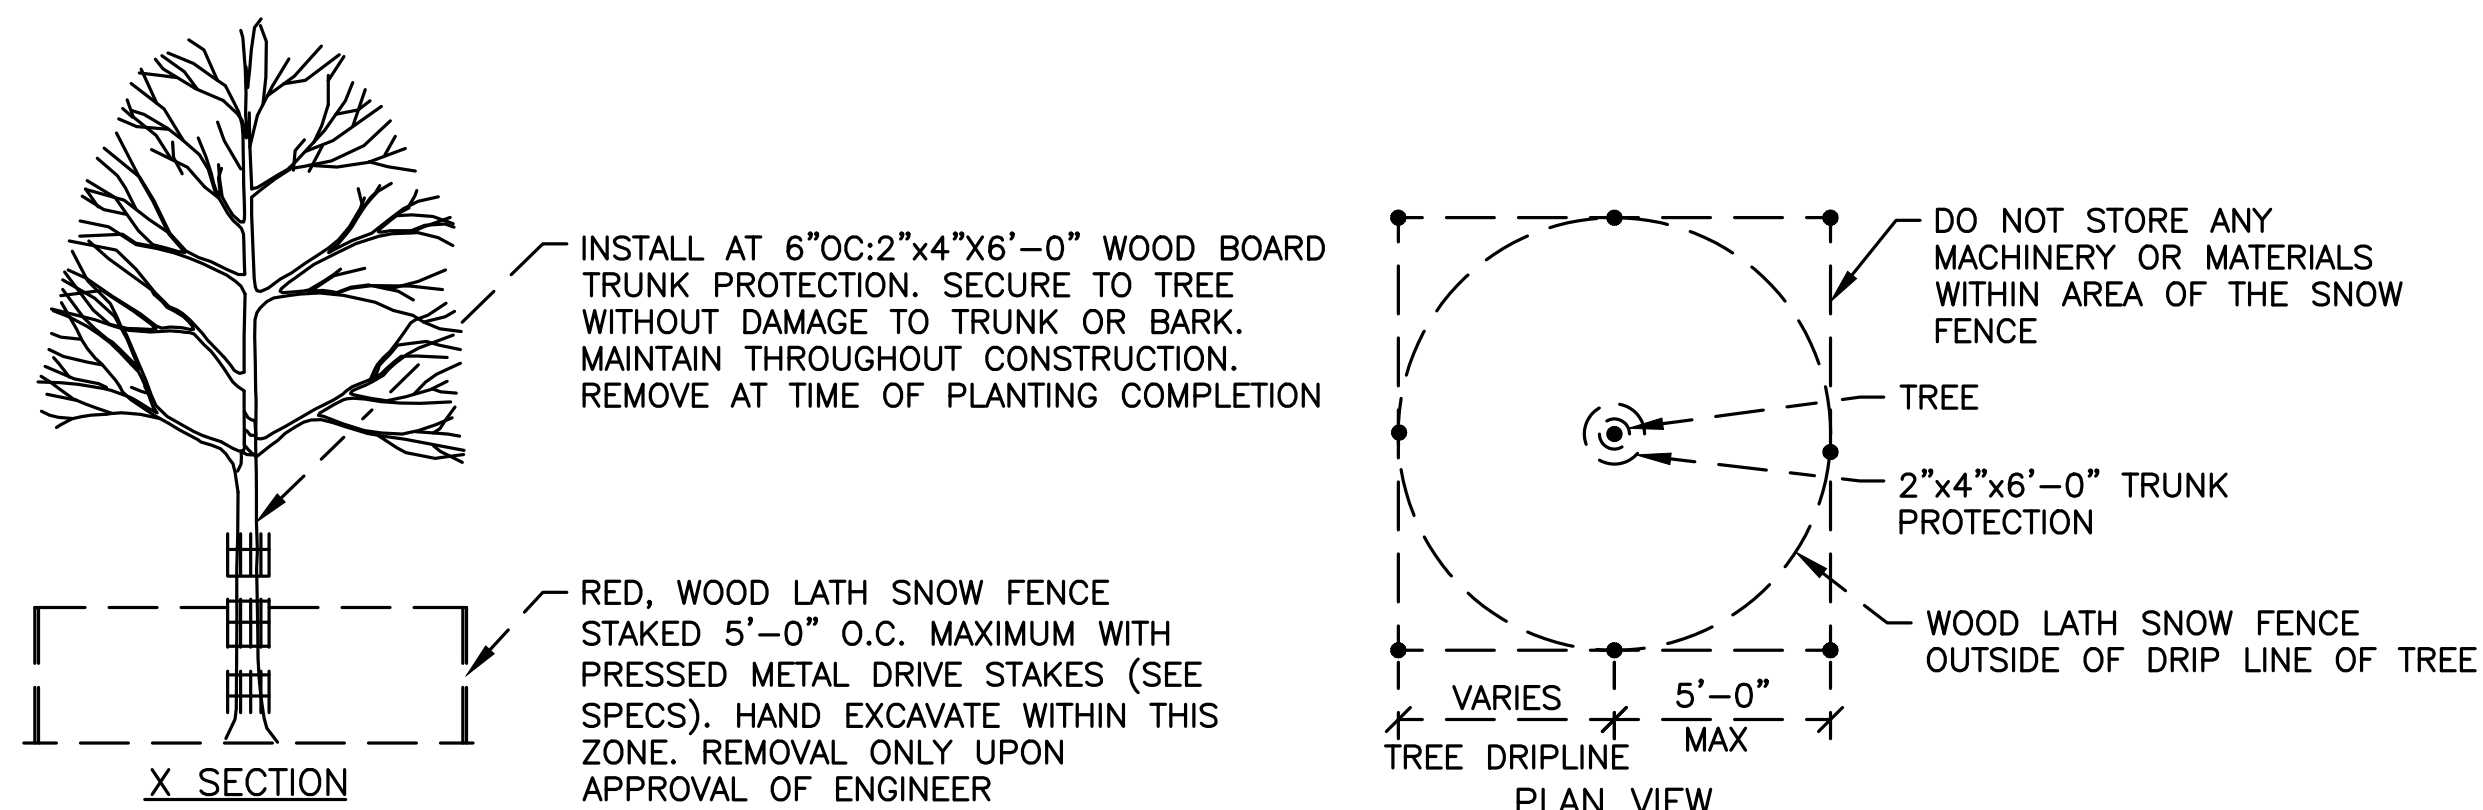 INSTALL AT 6"OC:2"x4"X6'-0" WOOD BOARD
TRUNK PROTECTION. SECURE TO TREE
WITHOUT DAMAGE TO TRUNK OR BARK.
MAINTAIN THROUGHOUT CONSTRUCTION.
REMOVE AT TIME OF PLANTING COMPLETION
RED, WOOD LATH SNOW FENCE
STAKED 5'-0" O.C. MAXIMUM WITH
PRESSED METAL DRIVE STAKES (SEE
SPECS). HAND EXCAVATE WITHIN THIS
ZONE. REMOVAL ONLY UPON
APPROVAL OF ENGINEER
X SECTION
DO NOT STORE ANY
MACHINERY OR MATERIALS
WITHIN AREA OF THE SNOW
FENCE
TREE
2"x4"x6'-0" TRUNK
PROTECTION
WOOD LATH SNOW FENCE
OUTSIDE OF DRIP LINE OF TREE
VARIES
5'-0"
MAX
TREE DRIPLINE
PLAN VIEW